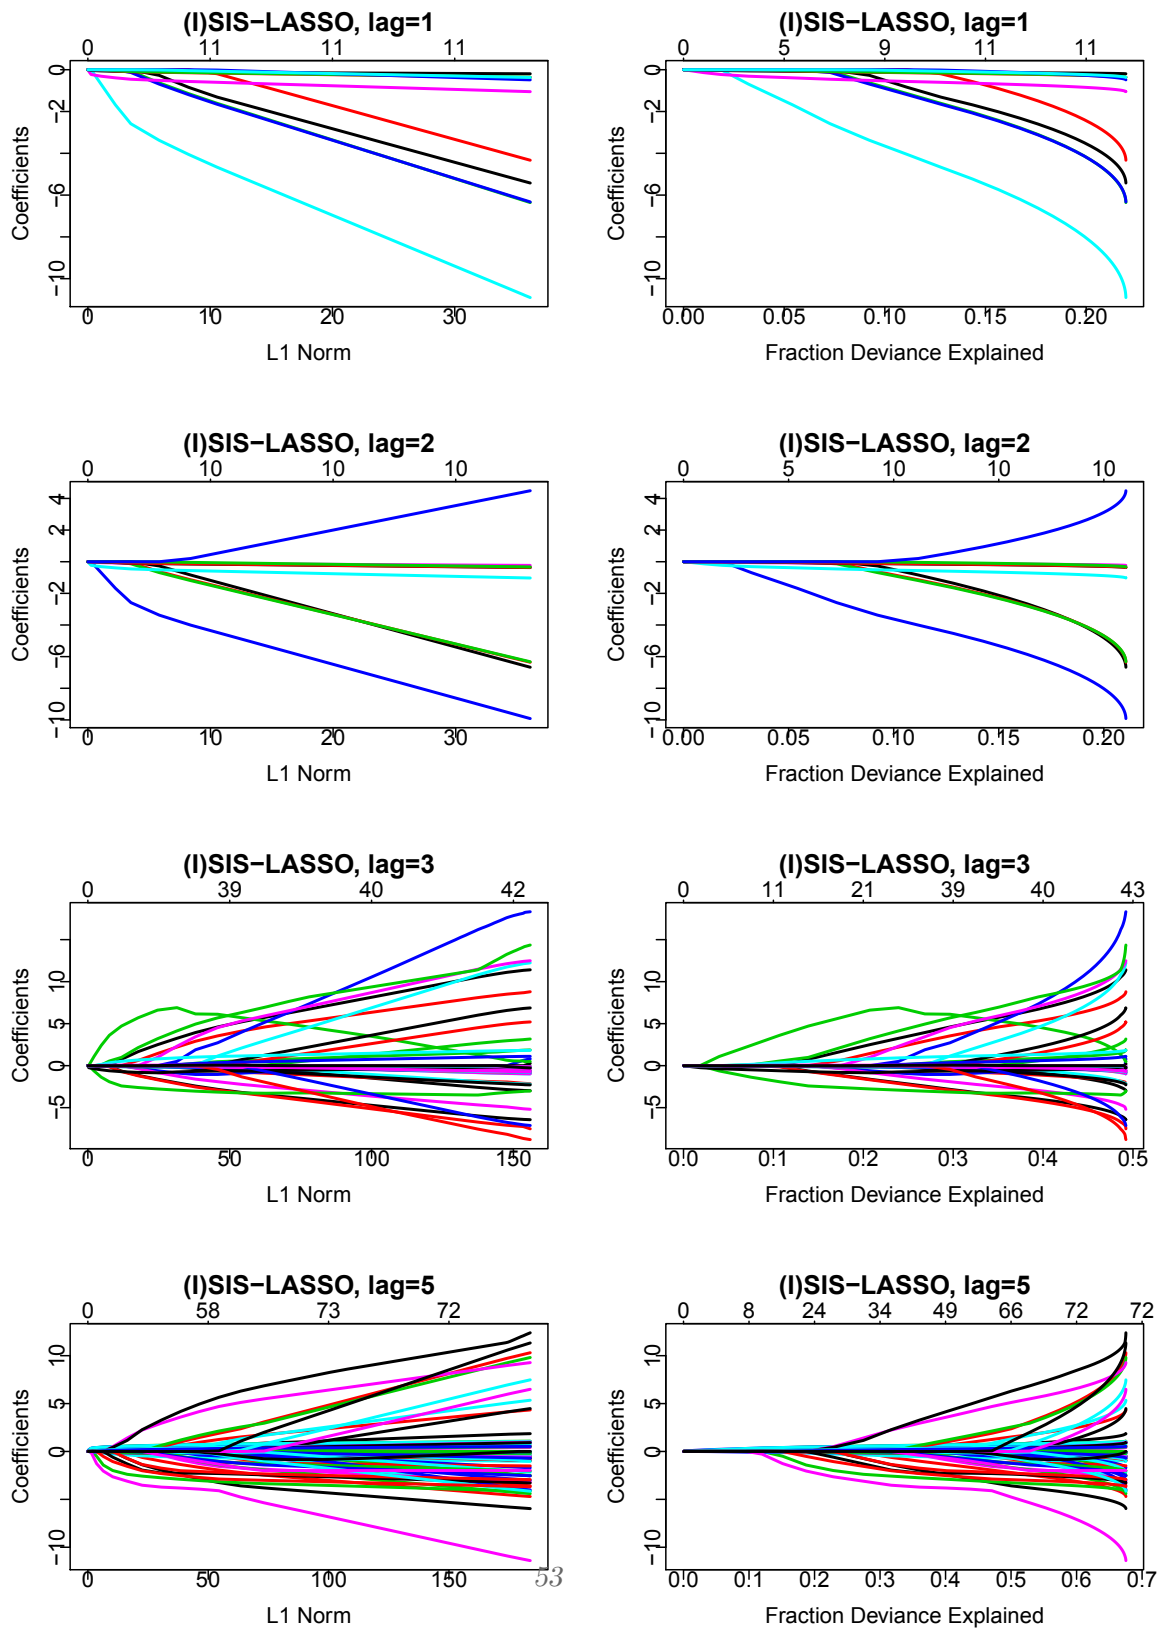 (I)SIS−LASSO, lag=1
0 11 11 11
Coefficients
0
−2
−6
−10
0 10 20 30
L1 Norm
(I)SIS−LASSO, lag=1
0 5 9 11 11
Coefficients
0
−2
−6
−10
0.00 0.05 0.10 0.15 0.20
Fraction Deviance Explained
(I)SIS−LASSO, lag=2
0 10 10 10
Coefficients
4
2
−2
−6
−10
0 10 20 30
L1 Norm
(I)SIS−LASSO, lag=2
0 5 10 10 10
Coefficients
4
2
−2
−6
−10
0.00 0.05 0.10 0.15 0.20
Fraction Deviance Explained
(I)SIS−LASSO, lag=3
0 39 40 42
Coefficients
10
5
0
−5
0 50 100 150
L1 Norm
(I)SIS−LASSO, lag=3
0 11 21 39 40 43
Coefficients
10
5
0
−5
0.0 0.1 0.2 0.3 0.4 0.5
Fraction Deviance Explained
(I)SIS−LASSO, lag=5
0 58 73 72
Coefficients
10
5
0
−10
0 50 100 150
L1 Norm
(I)SIS−LASSO, lag=5
0 8 24 34 49 66 72 72
Coefficients
10
5
0
−10
0.0 0.1 0.2 0.3 0.4 0.5 0.6 0.7
Fraction Deviance Explained
53